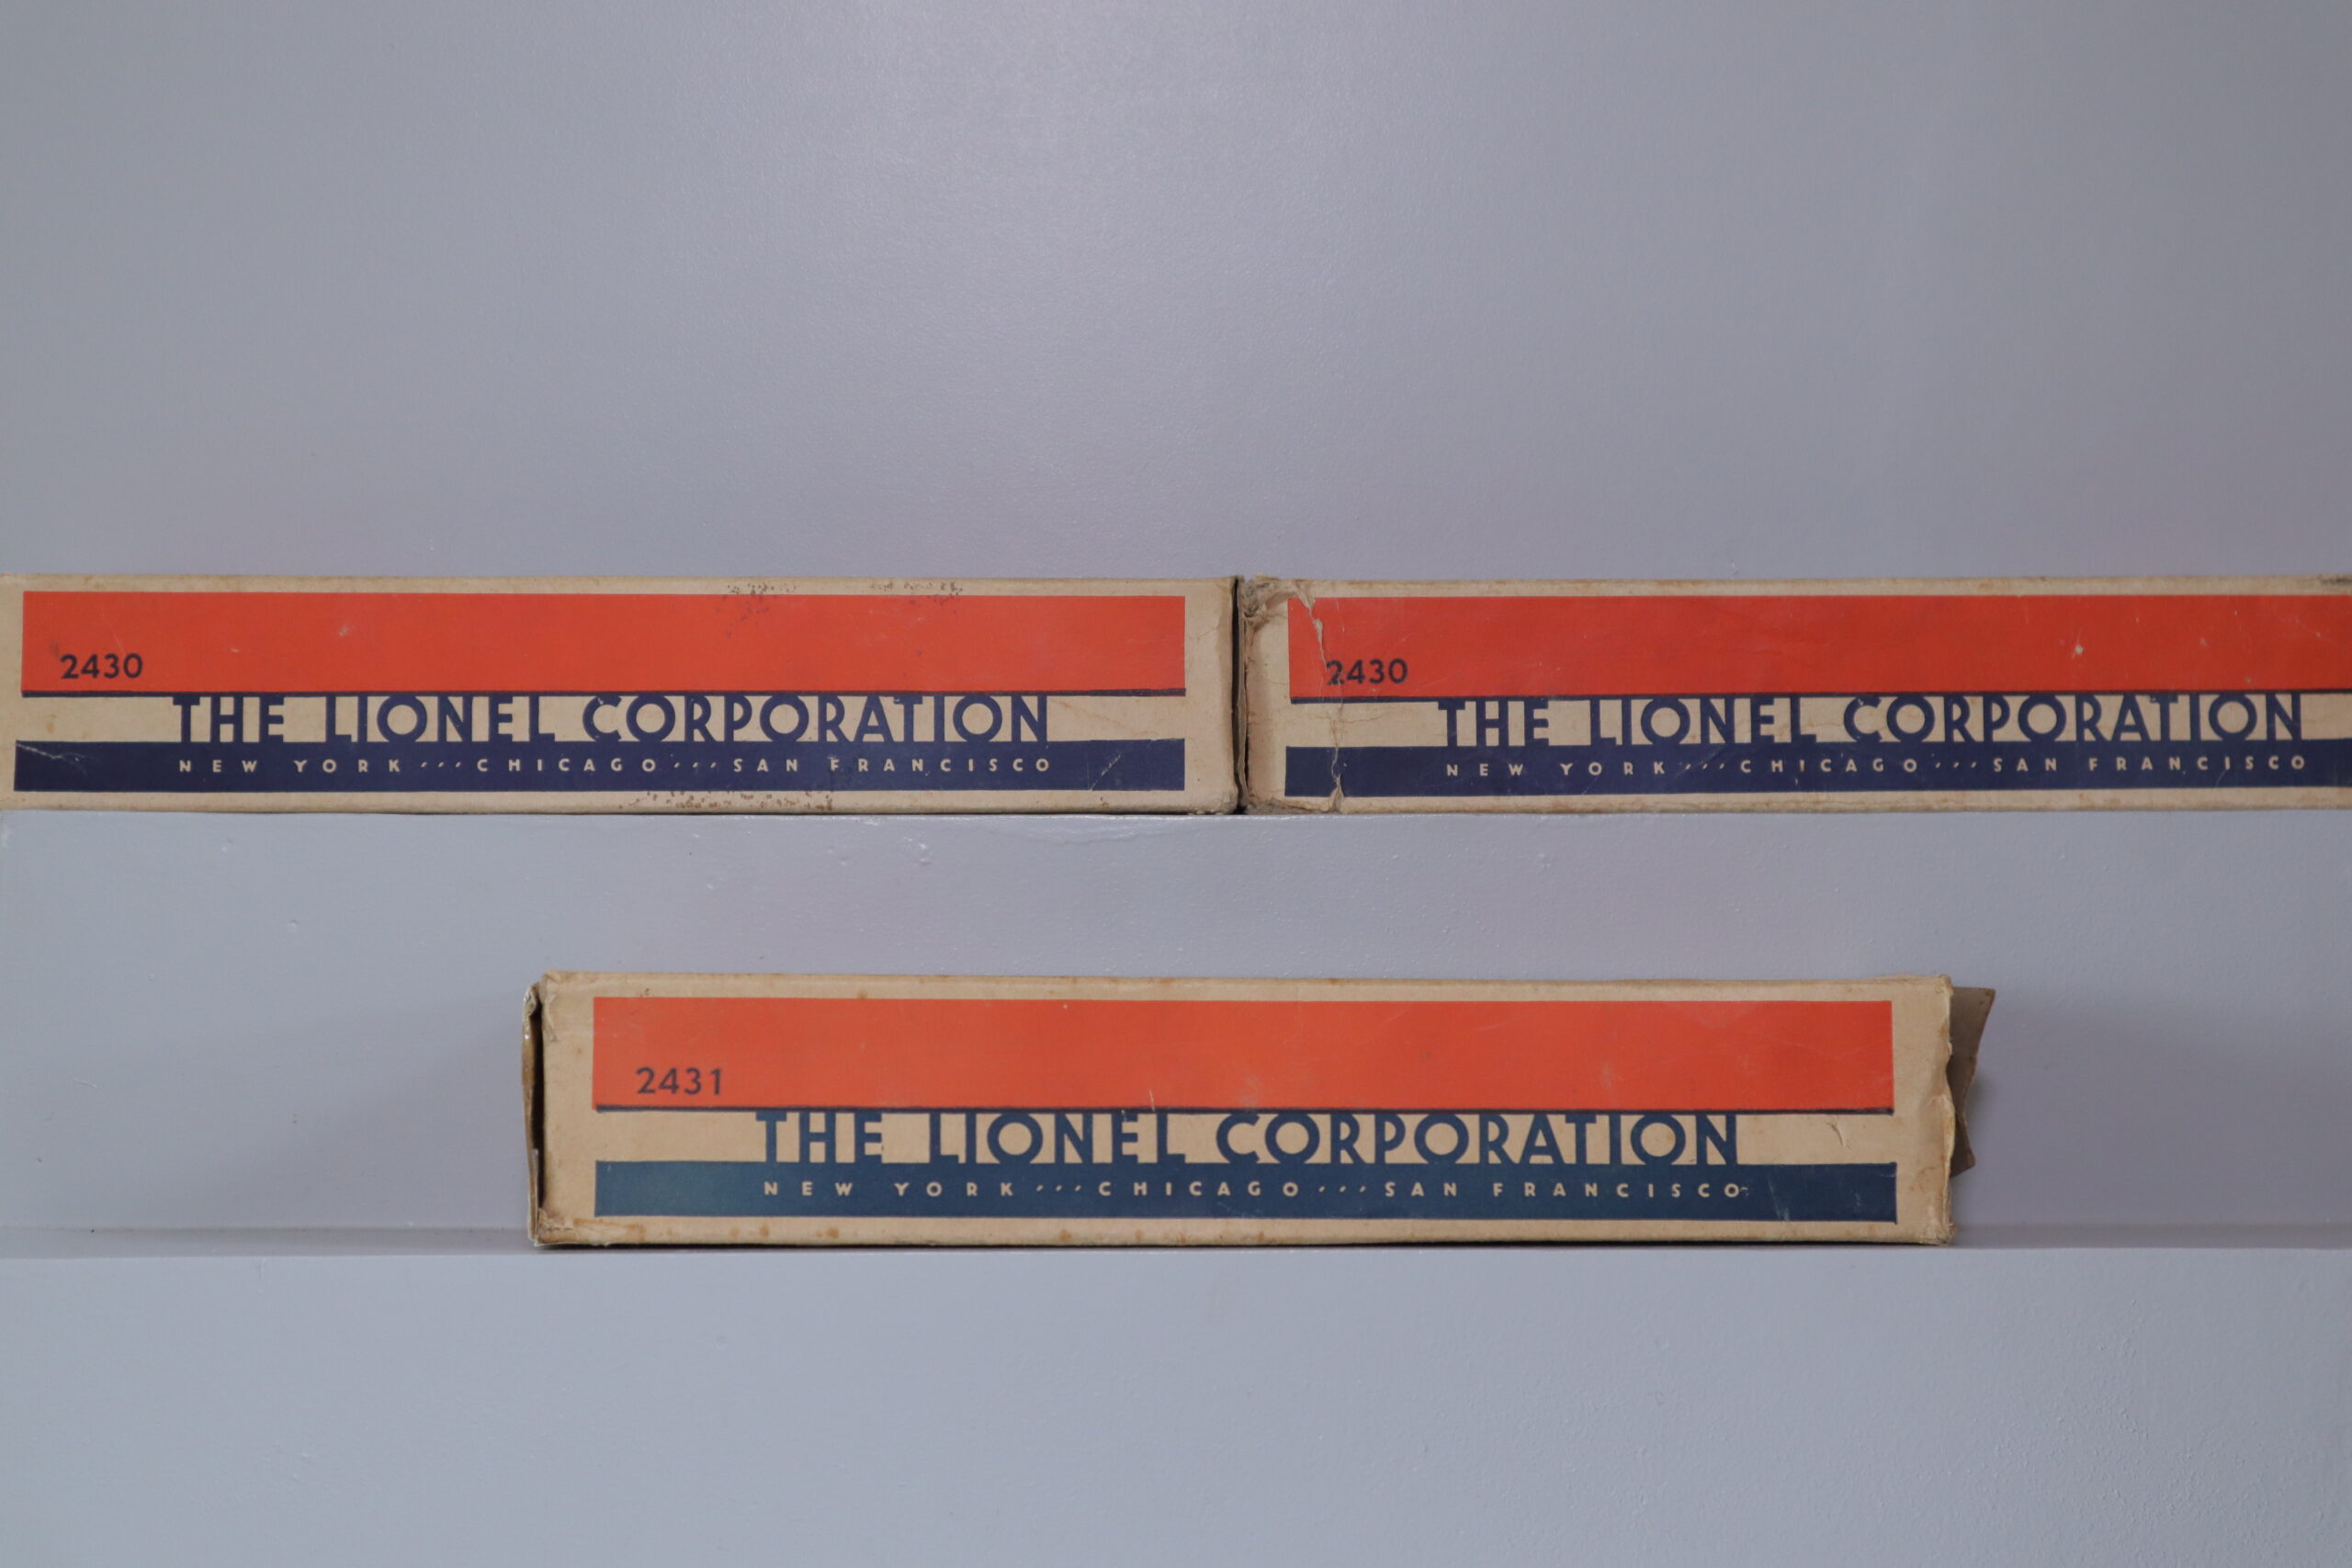 2430
THE LIONEL CORPORATION
NEW YORK ··· CHICAGO ··· SAN FRANCISCO
2430
THE LIONEL CORPORATION
NEW YORK ··· CHICAGO ··· SAN FRANCISCO
2431
THE LIONEL CORPORATION
NEW YORK ··· CHICAGO ··· SAN FRANCISCO